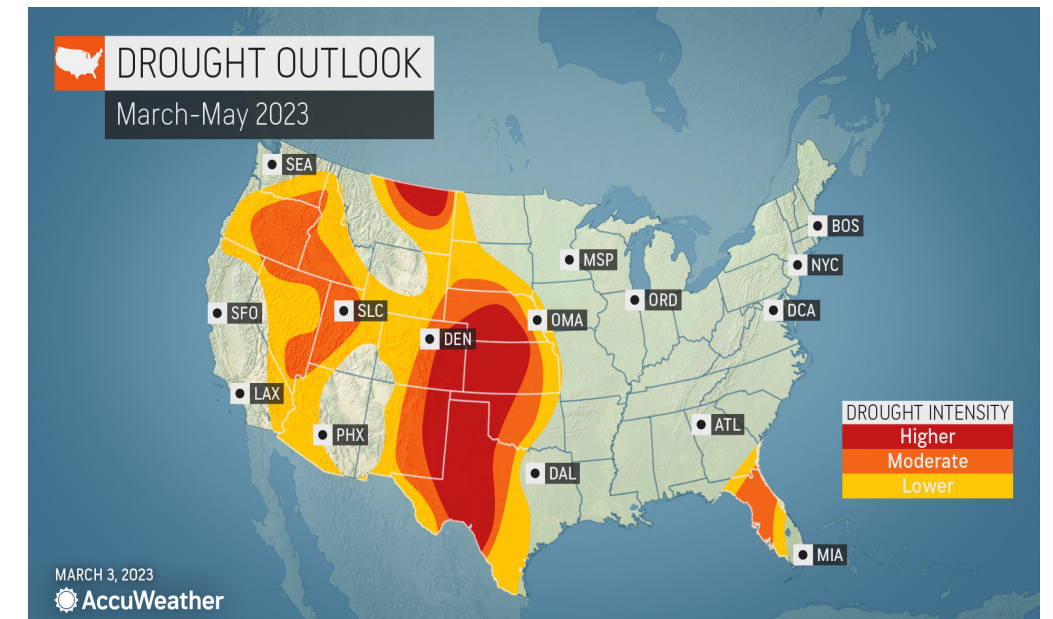 DROUGHT OUTLOOK
March-May 2023
SEA
BOS
MSP
NYC
ORD
DCA
SFO
SLC
OMA
DEN
LAX
DROUGHT INTENSITY
Higher
Moderate
Lower
ATL
PHX
DAL
MIA
MARCH 3, 2023
AccuWeather